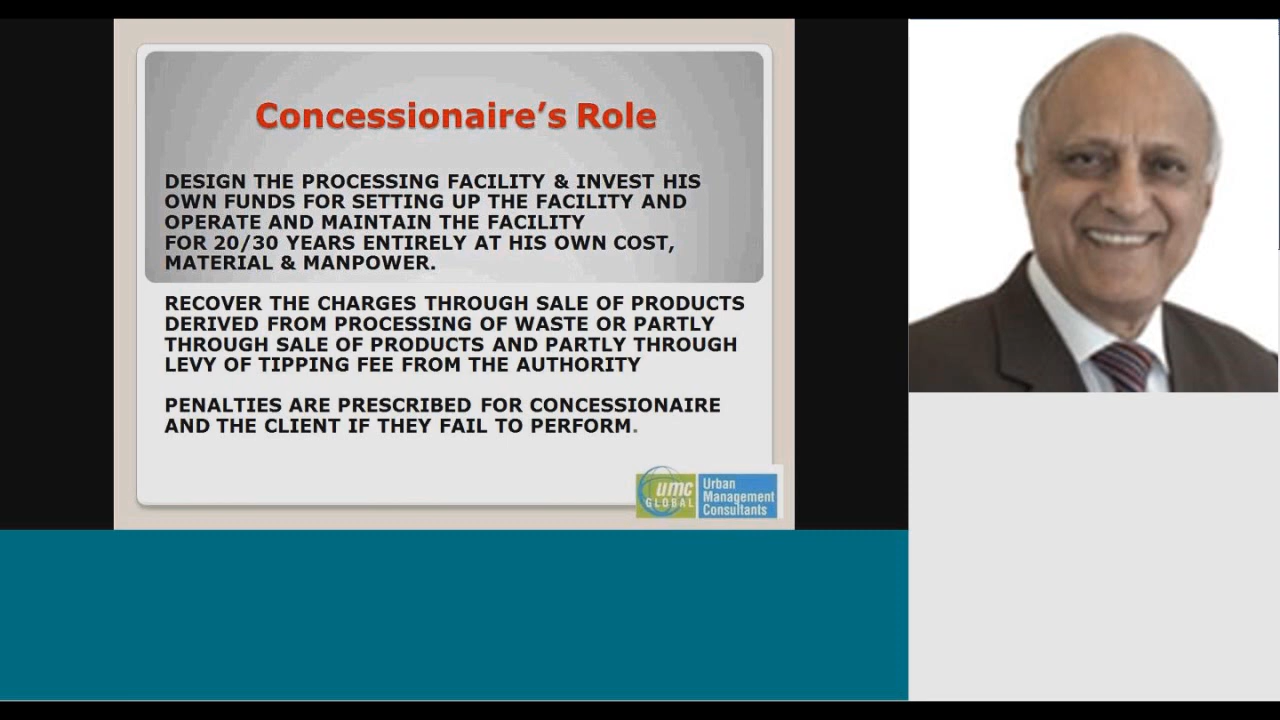 Concessionaire's Role
DESIGN THE PROCESSING FACILITY & INVEST HIS
OWN FUNDS FOR SETTING UP THE FACILITY AND
OPERATE AND MAINTAIN THE FACILITY
FOR 20/30 YEARS ENTIRELY AT HIS OWN COST,
MATERIAL & MANPOWER.
RECOVER THE CHARGES THROUGH SALE OF PRODUCTS
DERIVED FROM PROCESSING OF WASTE OR PARTLY
THROUGH SALE OF PRODUCTS AND PARTLY THROUGH
LEVY OF TIPPING FEE FROM THE AUTHORITY
PENALTIES ARE PRESCRIBED FOR CONCESSIONAIRE
AND THE CLIENT IF THEY FAIL TO PERFORM.
umc
GLOBAL
Urban
Management
Consultants